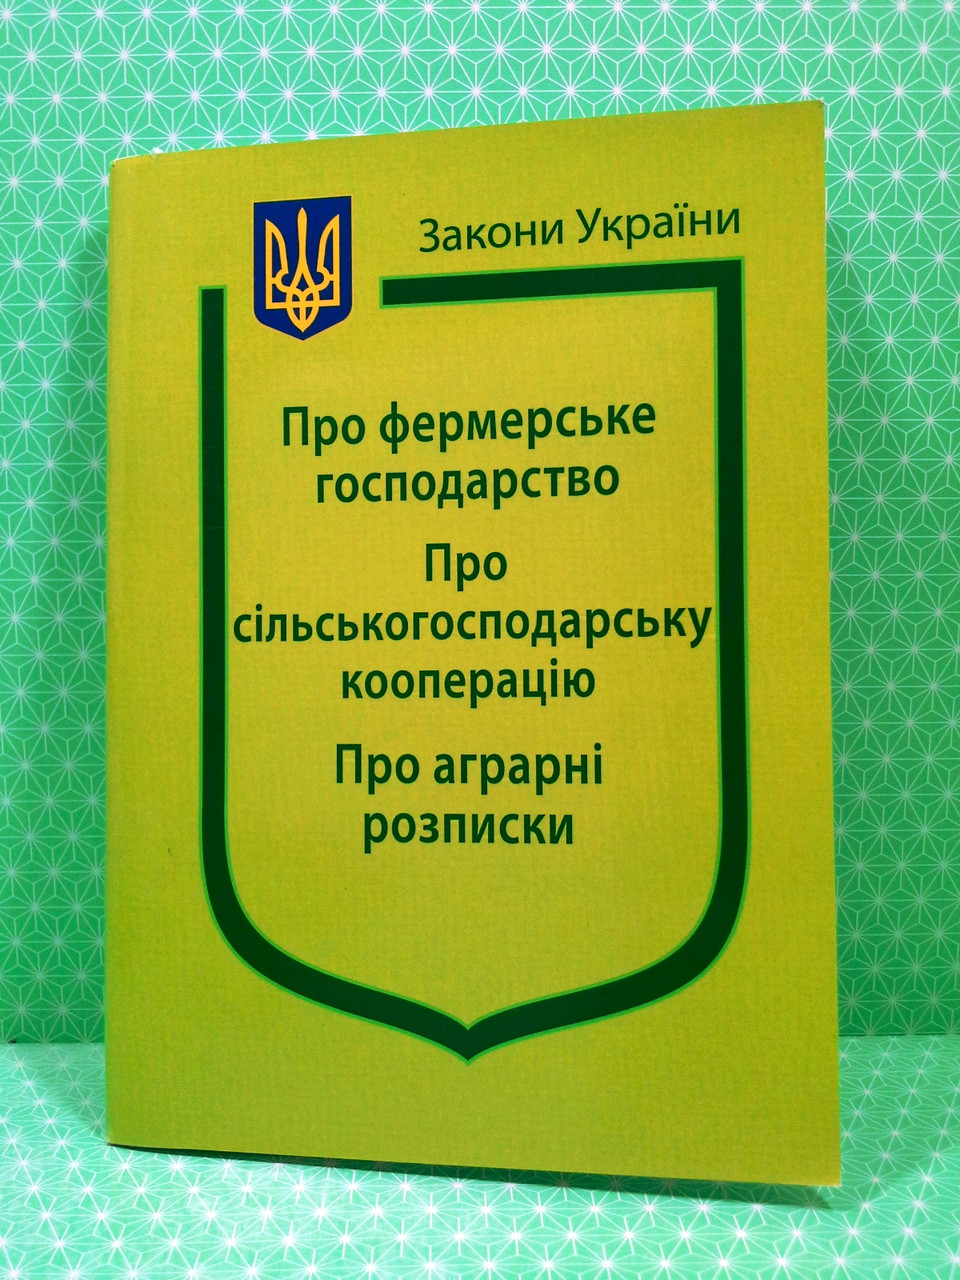 Закони України
Про фермерське
господарство
Про
сільськогосподарську
кооперацію
Про аграрні
розписки